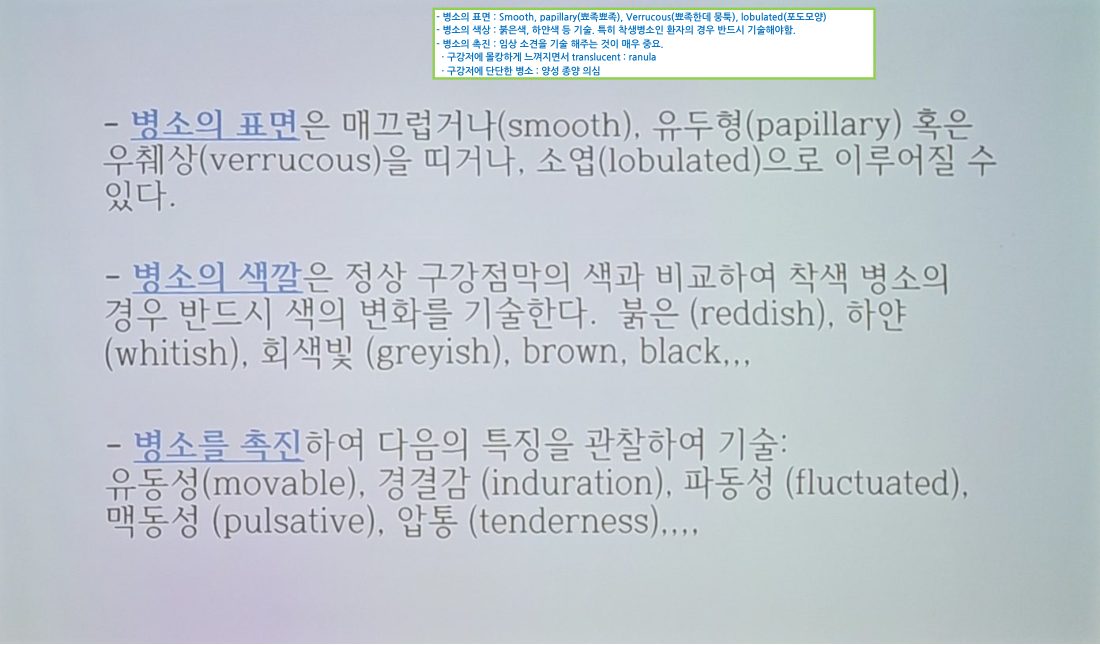 - 병소의 표면 : Smooth, papillary(뾰족뾰족), Verrucous(뾰족한데 뭉툭), lobulated(포도모양)
- 병소의 색상 : 붉은색, 하얀색 등 기술. 특히 착생병소인 환자의 경우 반드시 기술해야함.
- 병소의 촉진 : 임상 소견을 기술 해주는 것이 매우 중요.
· 구강저에 물캉하게 느껴지면서 translucent : ranula
· 구강저에 단단한 병소 : 양성 종양 의심
- 병소의 표면은 매끄럽거나(smooth), 유두형(papillary) 혹은
우췌상(verrucous)을 띠거나, 소엽(lobulated)으로 이루어질 수
있다.
- 병소의 색깔은 정상 구강점막의 색과 비교하여 착색 병소의
경우 반드시 색의 변화를 기술한다. 붉은 (reddish), 하얀
(whitish), 회색빛 (greyish), brown, black,,,
- 병소를 촉진하여 다음의 특징을 관찰하여 기술:
유동성(movable), 경결감 (induration), 파동성 (fluctuated),
맥동성 (pulsative), 압통 (tenderness),,,,